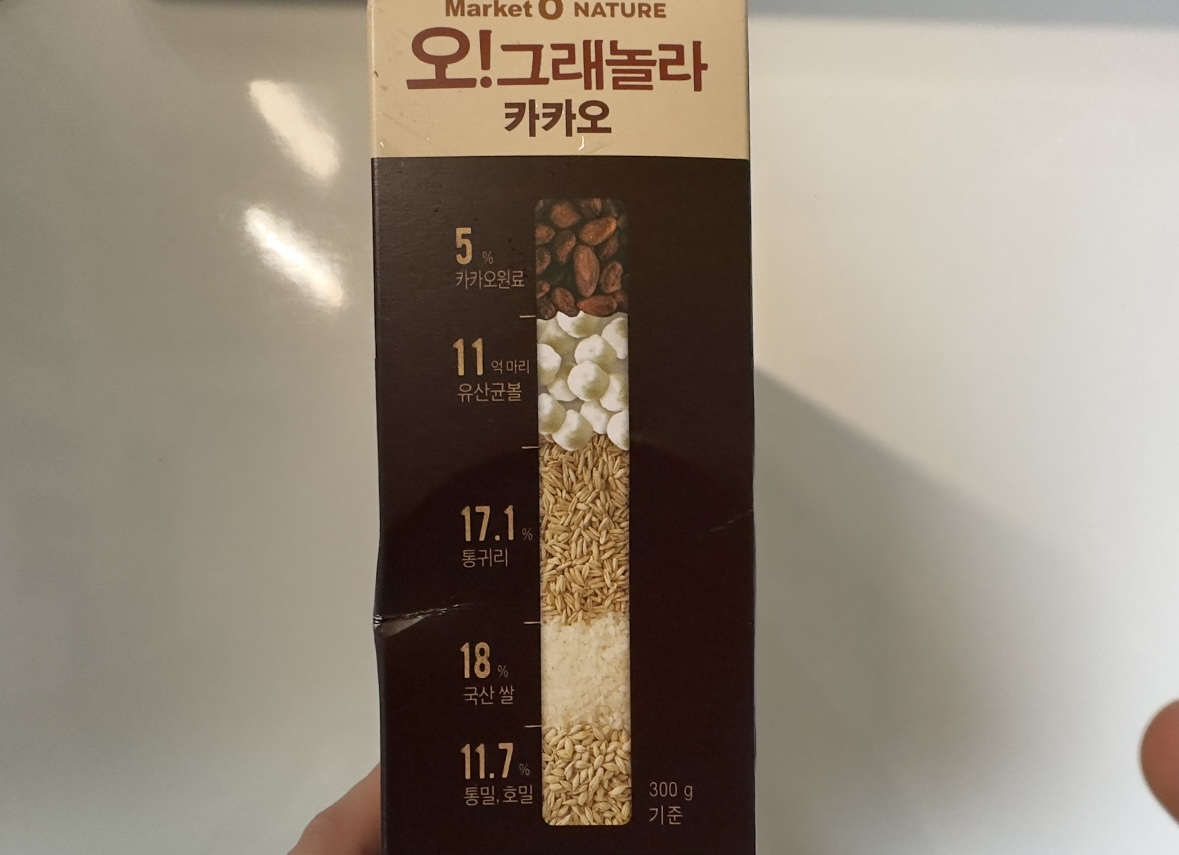 Market O NATURE
오!그래놀라
카카오
5 %
카카오원료
11 억 마리
유산균볼
17.1 %
통귀리
18 %
국산 쌀
11.7 %
통밀, 호밀
300 g
기준